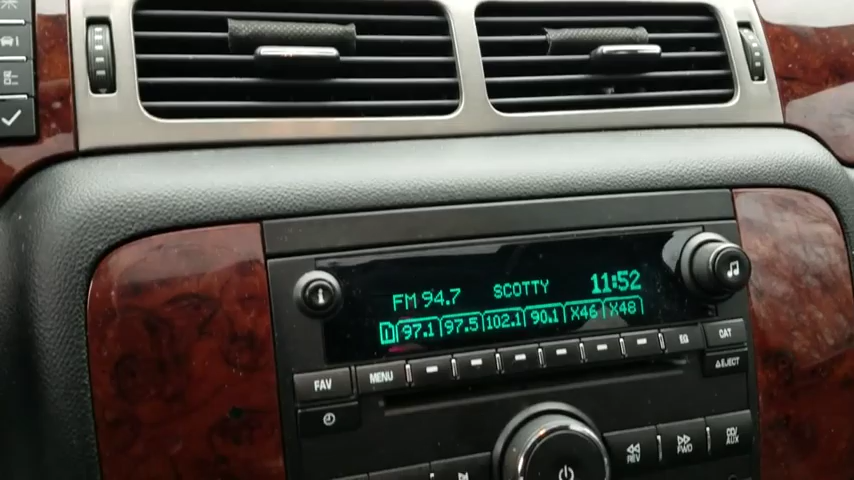 FM 94.7 SCOTTY 11:52
1 97.1 97.5 102.1 90.1 X46 X48
FAV MENU EQ CAT
EJECT
REV FWD CD/AUX